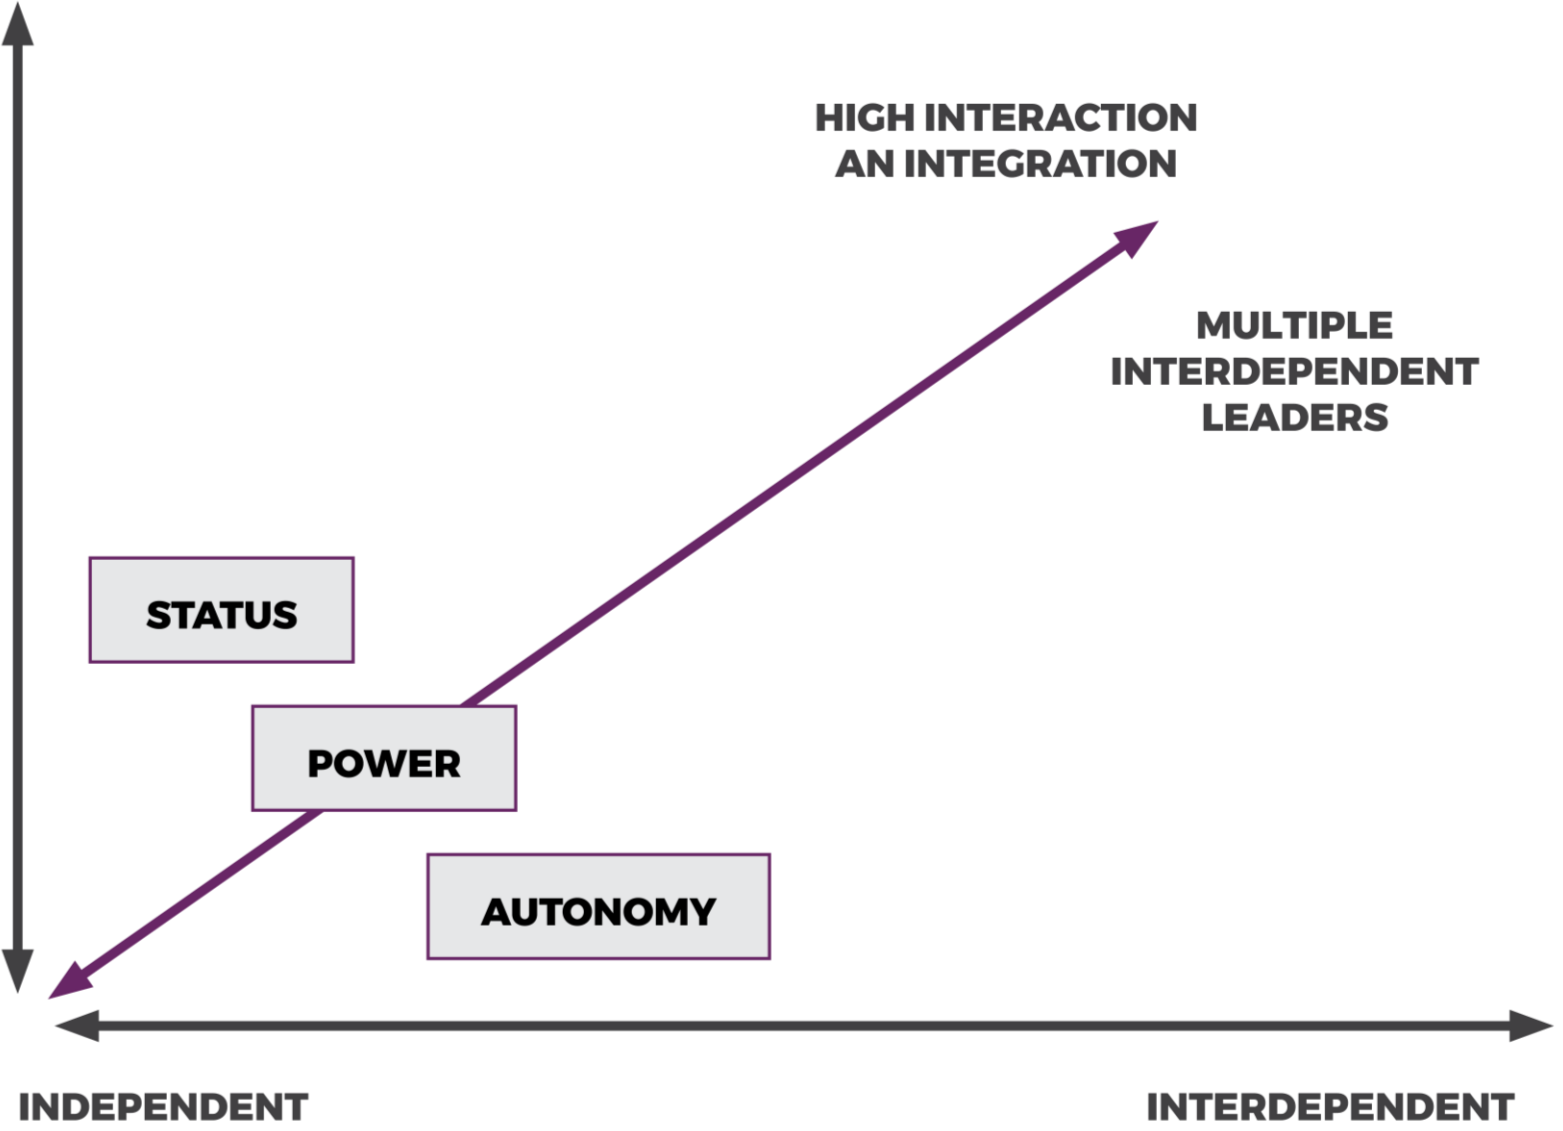 HIGH INTERACTION
AN INTEGRATION
MULTIPLE
INTERDEPENDENT
LEADERS
STATUS
POWER
AUTONOMY
INDEPENDENT
INTERDEPENDENT